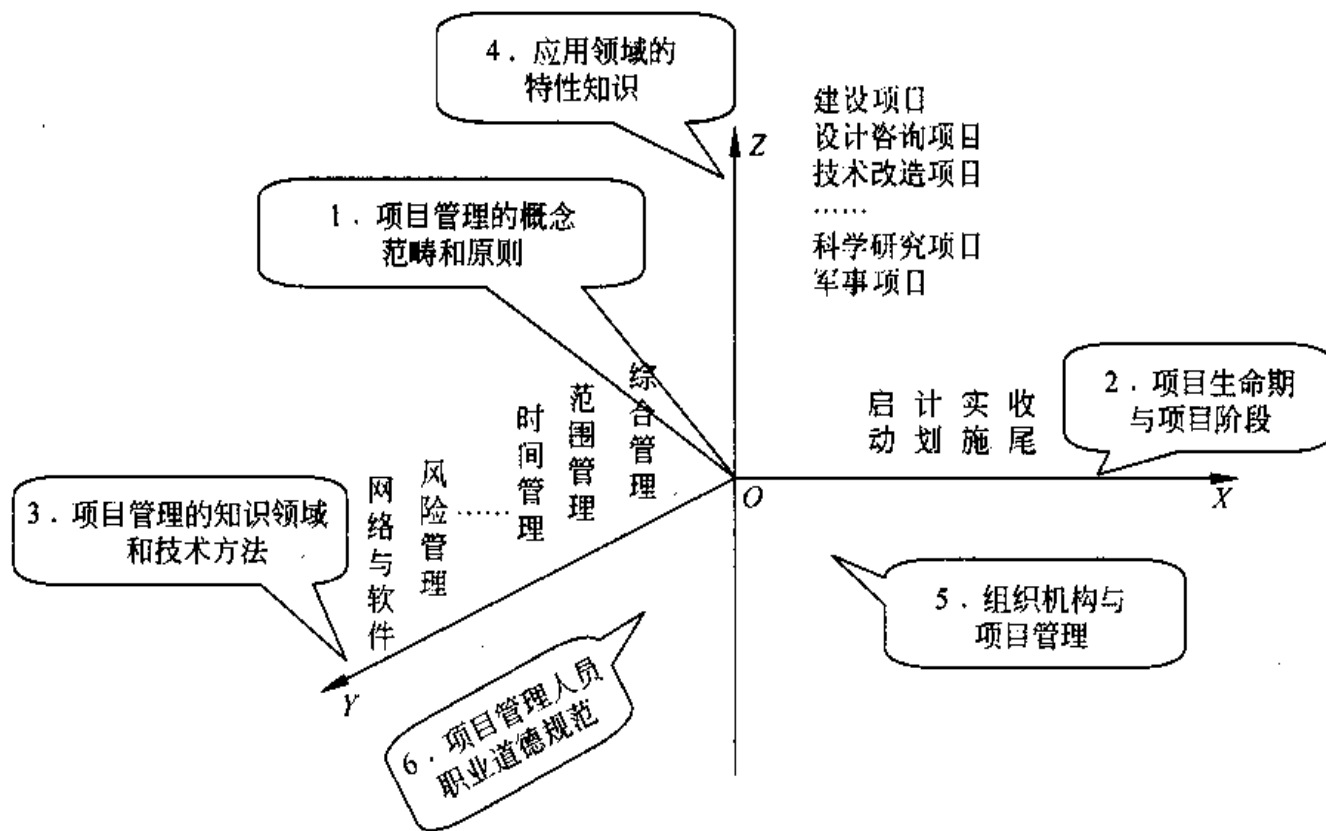 4．应用领域的
特性知识
Z
建设项目
设计咨询项目
技术改造项目
……
科学研究项目
军事项目
1．项目管理的概念
范畴和原则
综合管理
范围管理
时间管理
……
风险管理
网络与软件
启动
计划
实施
收尾
2．项目生命期
与项目阶段
O
X
3．项目管理的知识领域
和技术方法
Y
5．组织机构与
项目管理
6．项目管理人员
职业道德规范